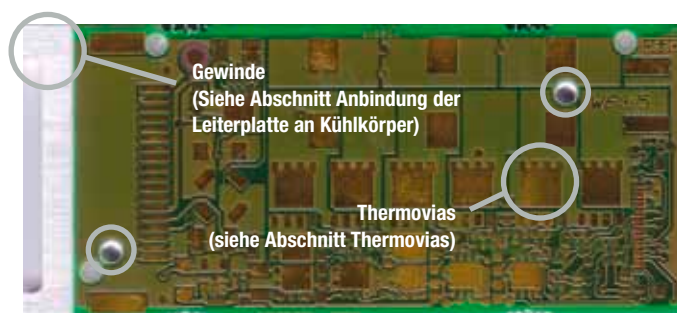 Gewinde
(Siehe Abschnitt Anbindung der
Leiterplatte an Kühlkörper)
Thermovias
(siehe Abschnitt Thermovias)